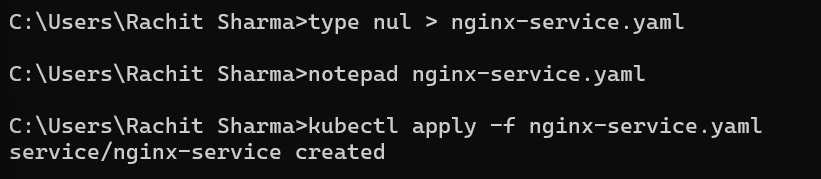 C:\Users\Rachit Sharma>type nul > nginx-service.yaml
C:\Users\Rachit Sharma>notepad nginx-service.yaml
C:\Users\Rachit Sharma>kubectl apply -f nginx-service.yaml
service/nginx-service created